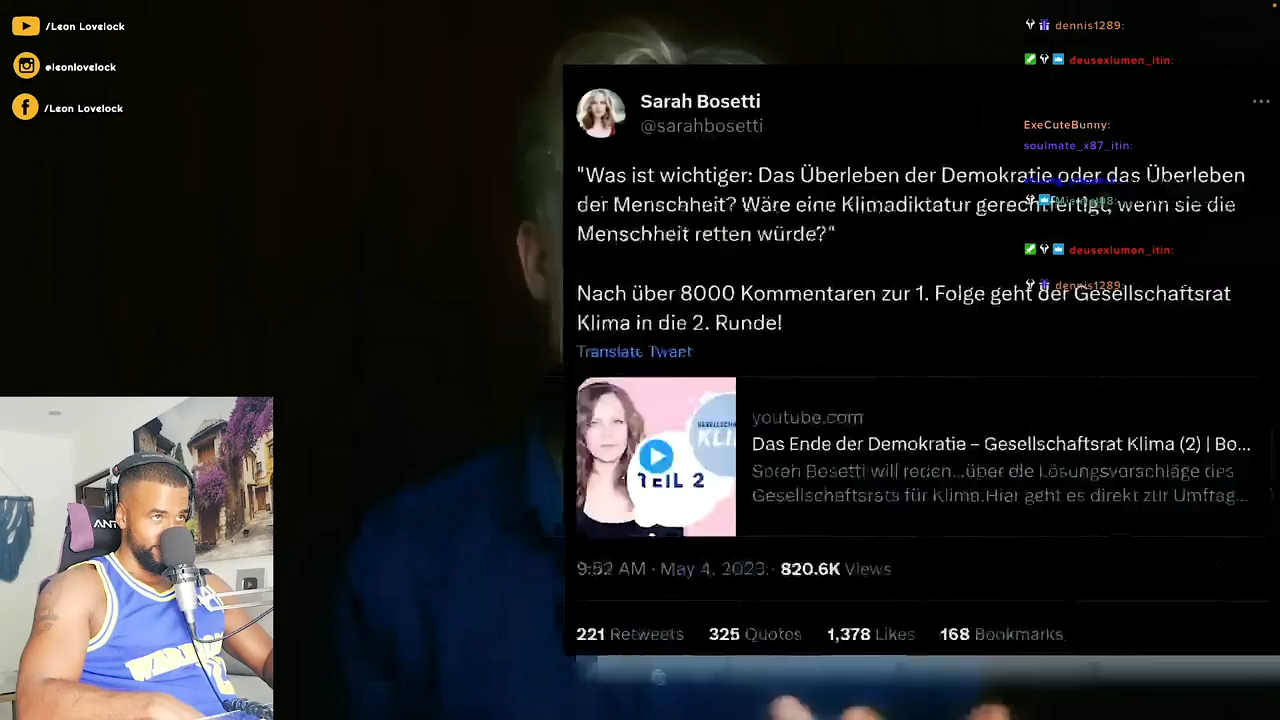 /Leon Lovelock
@leonlovelock
/Leon Lovelock
dennis1289:
deusexlumen_itin:
ExeCuteBunny:
soulmate_x87_itin:
deusexlumen_itin:
dennis1289
Sarah Bosetti
@sarahbosetti
"Was ist wichtiger: Das Überleben der Demokratie oder das Überleben
der Menschheit? Wäre eine Klimadiktatur gerechtfertigt, wenn sie die
Menschheit retten würde?“
Nach über 8000 Kommentaren zur 1. Folge geht der Gesellschaftsrat
Klima in die 2. Runde!
Translate Tweet
TEIL 2
youtube.com
Das Ende der Demokratie – Gesellschaftsrat Klima (2) | Bo...
Bosetti will reden...über die Lösungsvorschläge des
Gesellschaftsrats für Klima.Hier geht es direkt zur Umfrag...
9:52 AM · May 4, 2023 · 820.6K Views
221 Retweets 325 Quotes 1,378 Likes 168 Bookmarks
ANT
WARRIORS